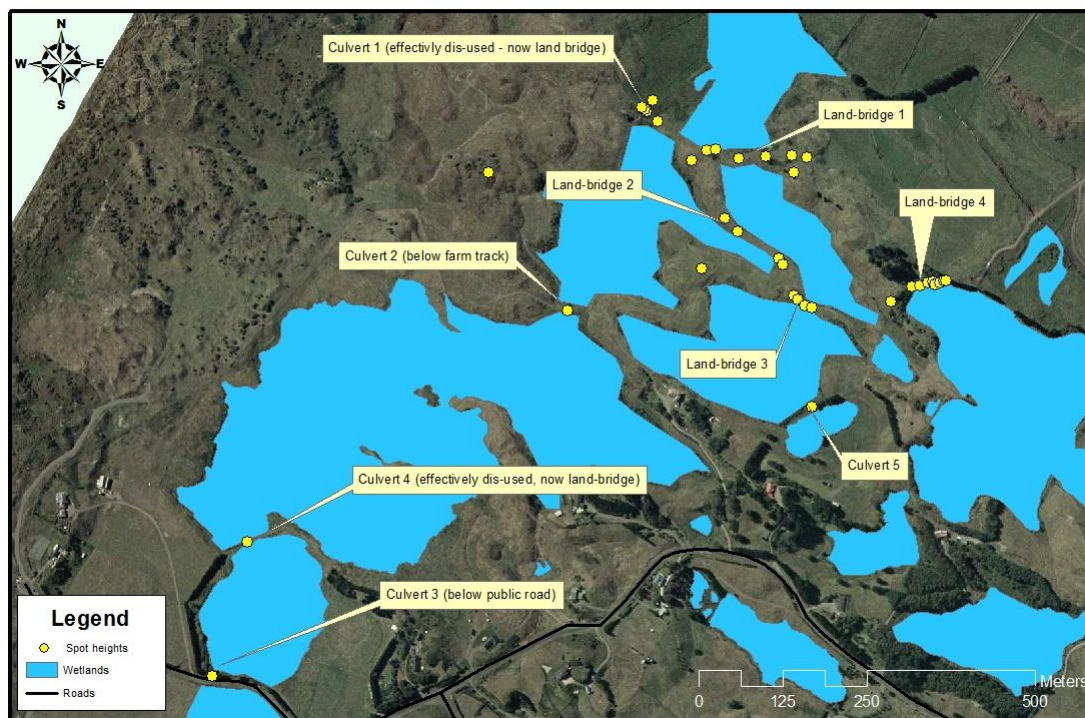 N
W
E
S
Culvert 1 (effectivly dis-used - now land bridge)
Land-bridge 1
Land-bridge 2
Land-bridge 4
Culvert 2 (below farm track)
Land-bridge 3
Culvert 5
Culvert 4 (effectively dis-used, now land-bridge)
Culvert 3 (below public road)
Legend
Spot heights
Wetlands
Roads
Meters
0 125 250 500